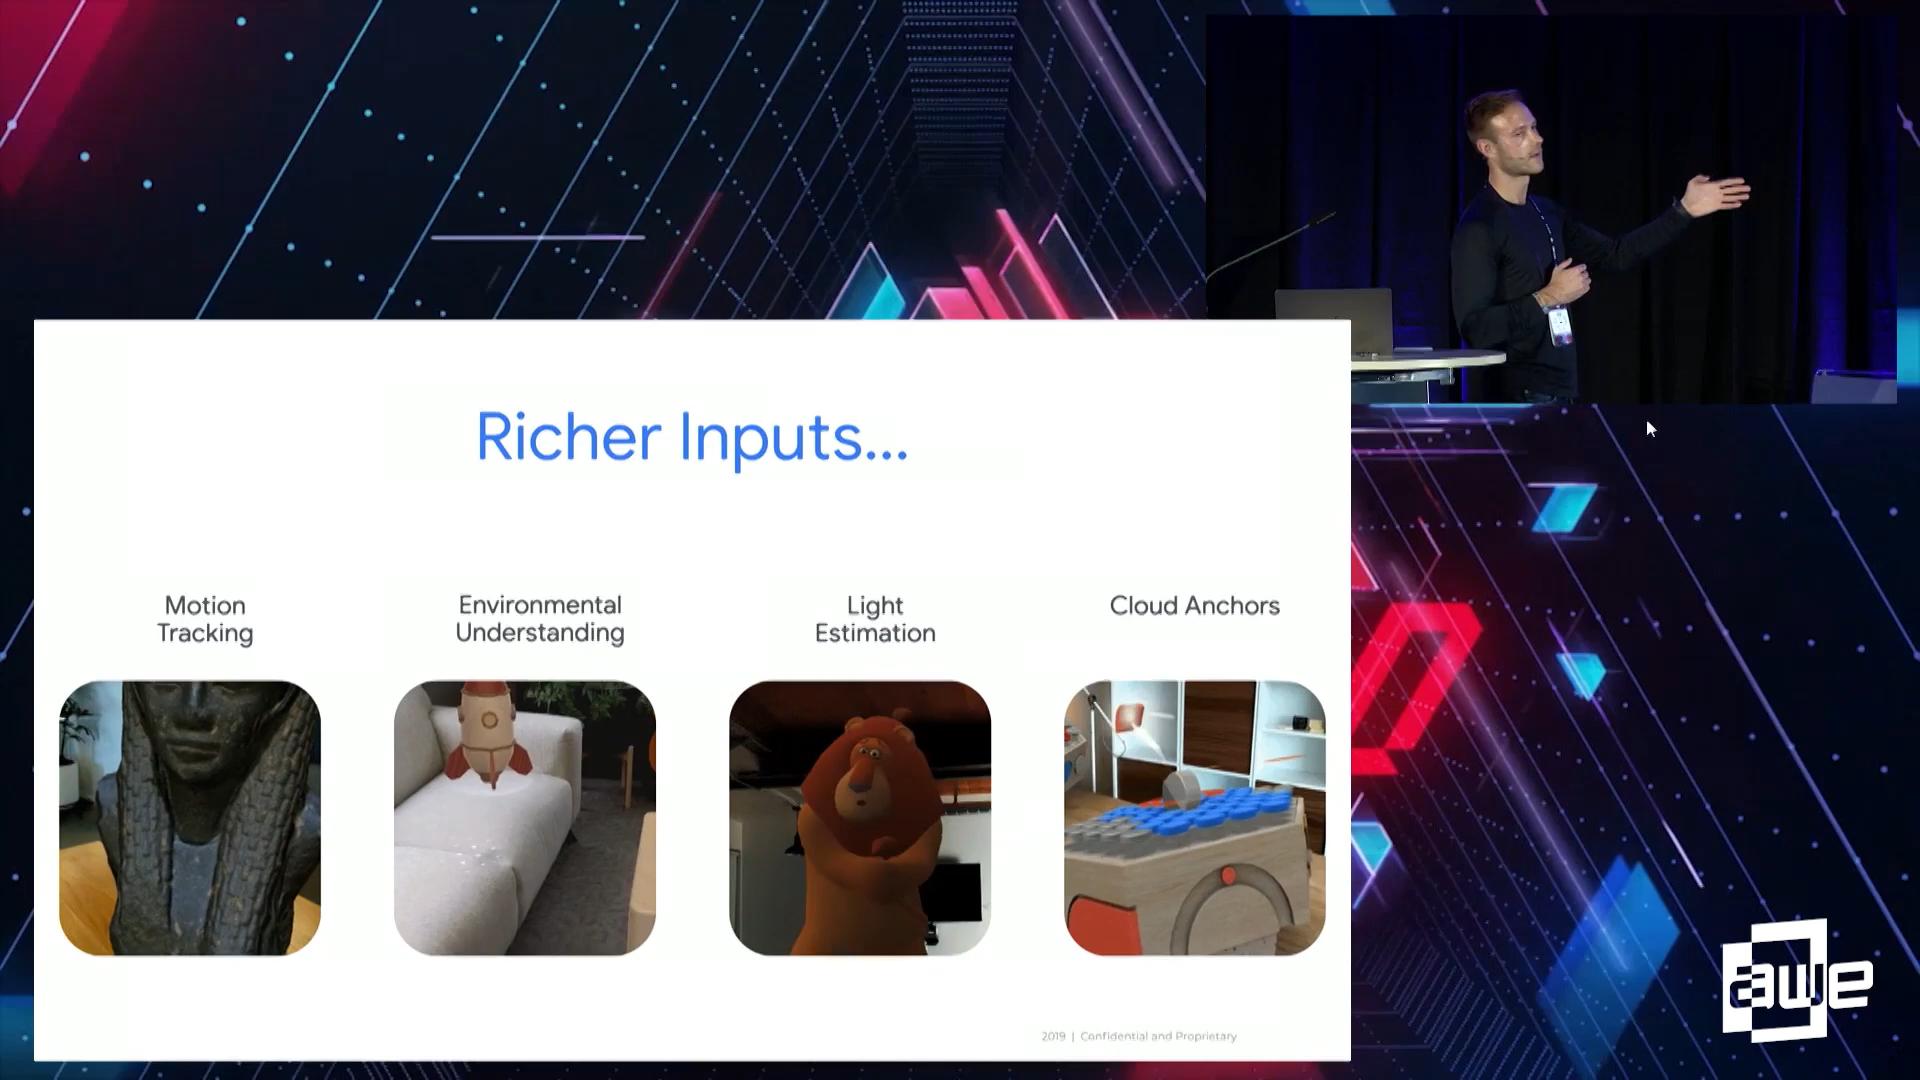 Richer Inputs...
Motion
Tracking
Environmental
Understanding
Light
Estimation
Cloud Anchors
2019 | Confidential and Proprietary
awe